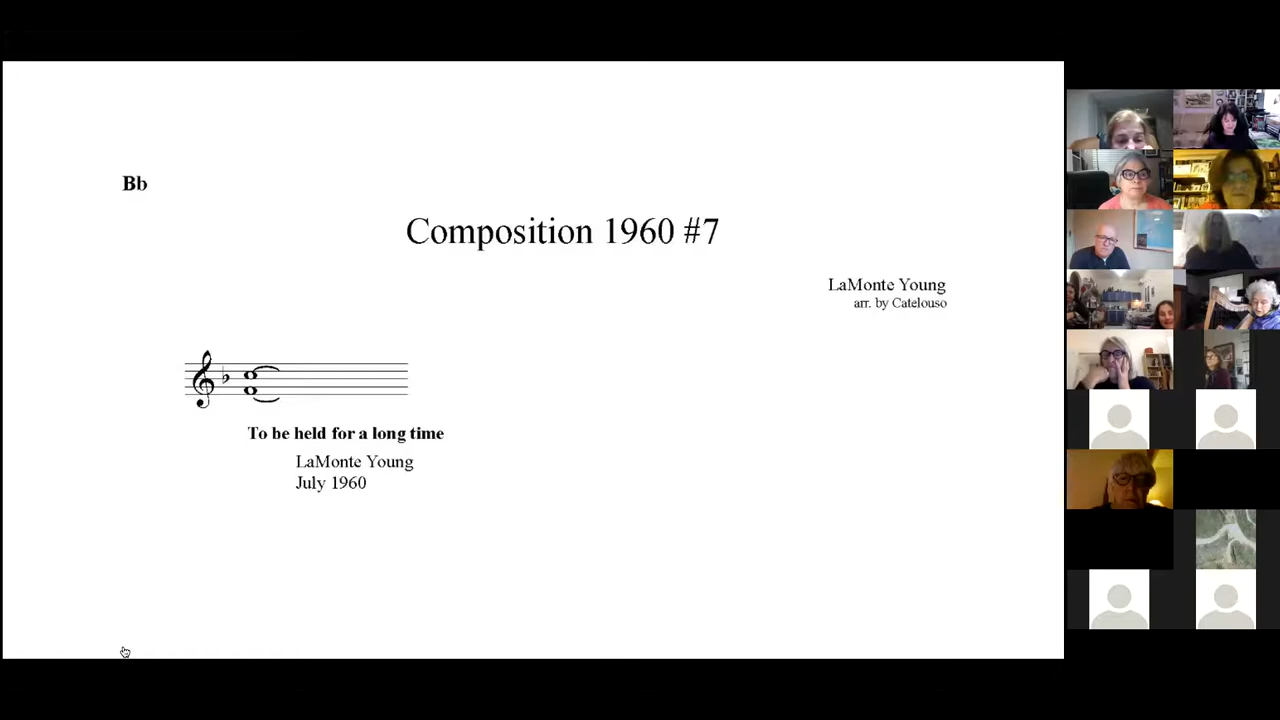 Bb
Composition 1960 #7
LaMonte Young
arr. by Catelouso
To be held for a long time
LaMonte Young
July 1960